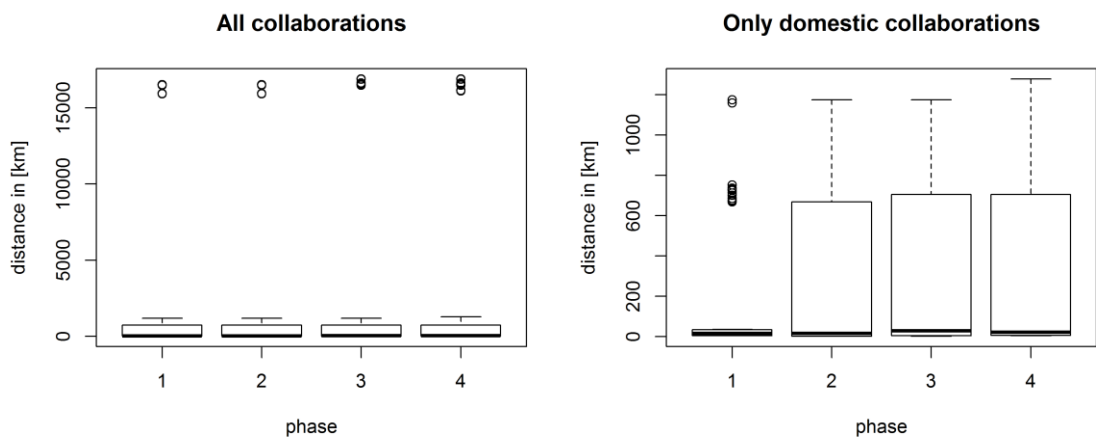 All collaborations
distance in [km]
15000
10000
5000
0
1
2
3
4
phase
Only domestic collaborations
distance in [km]
1000
600
200
0
1
2
3
4
phase